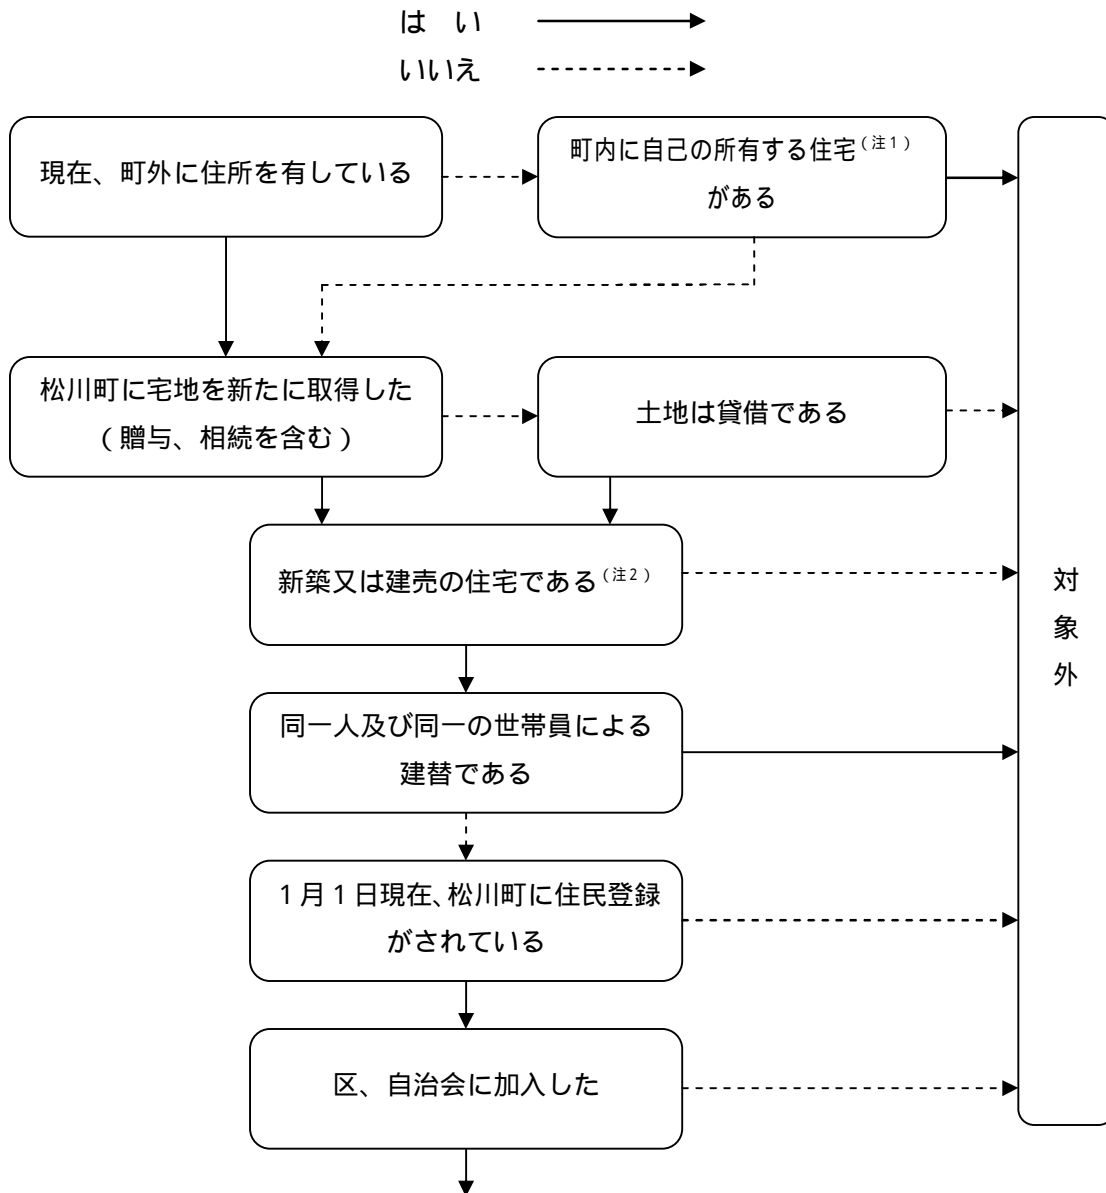 は い
いいえ
現在、町外に住所を有している
町内に自己の所有する住宅(注1)
がある
松川町に宅地を新たに取得した
(贈与、相続を含む)
土地は貸借である
新築又は建売の住宅である(注2)
同一人及び同一の世帯員による
建替である
1月1日現在、松川町に住民登録
がされている
区、自治会に加入した
対
象
外